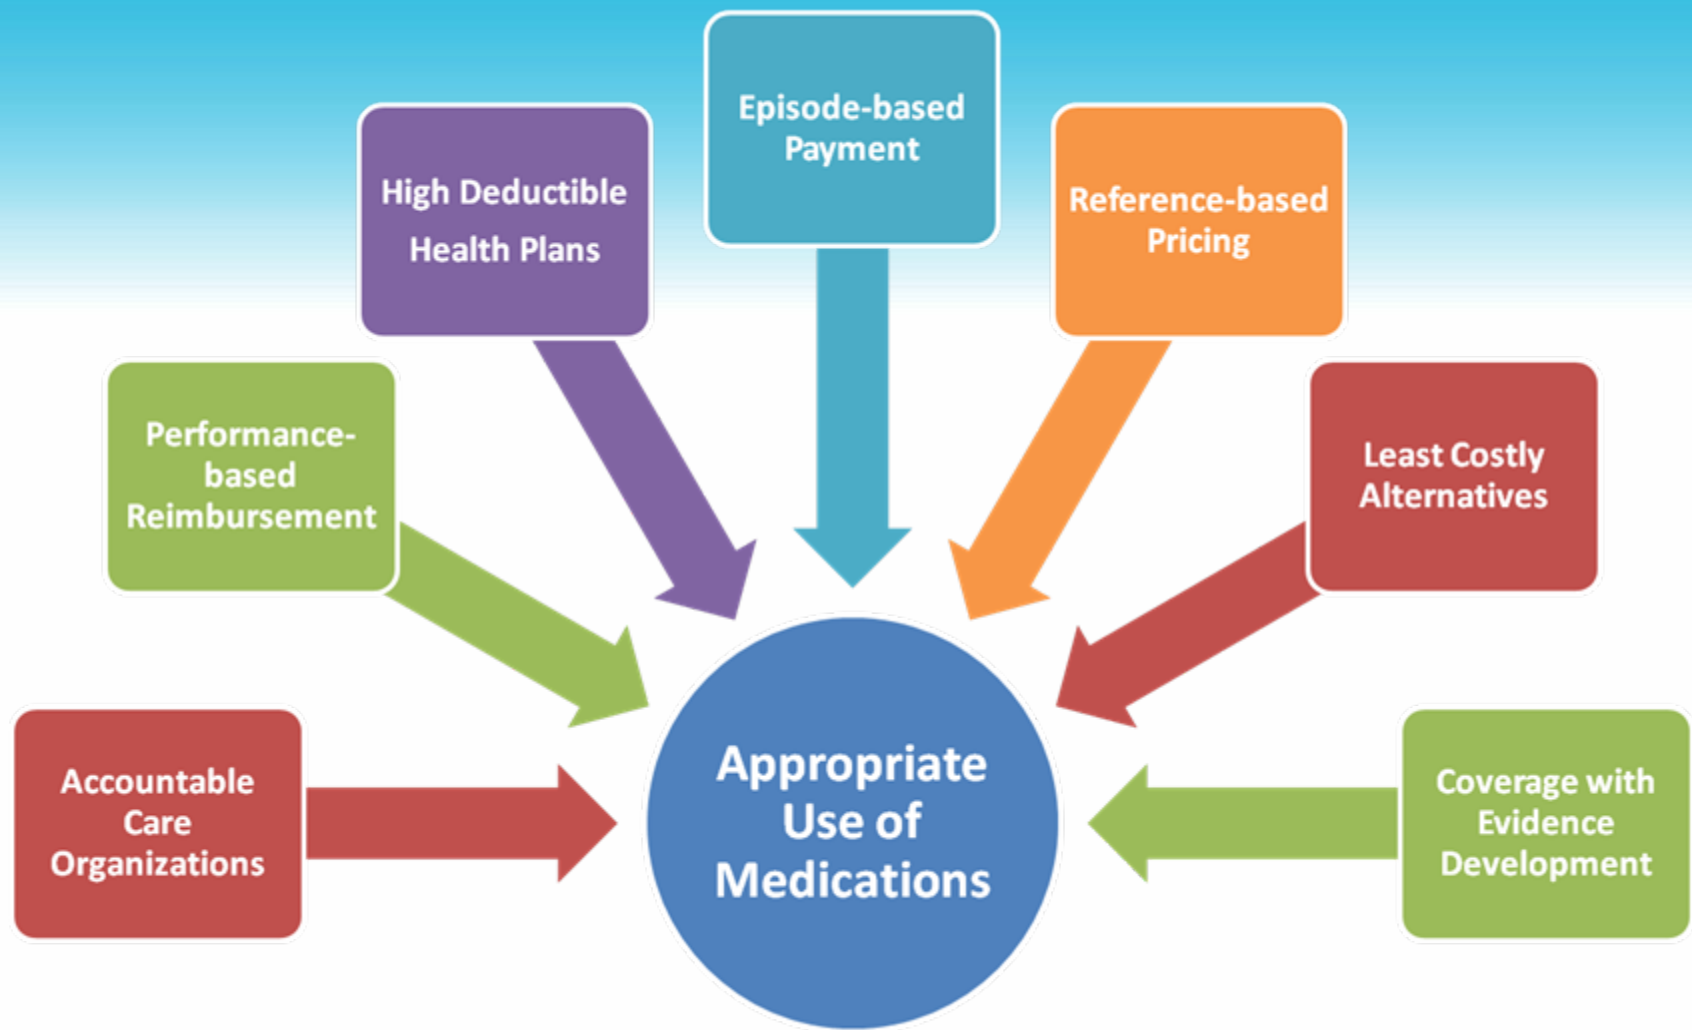 Episode-based
Payment
High Deductible
Health Plans
Reference-based
Pricing
Performance-
based
Reimbursement
Least Costly
Alternatives
Accountable
Care
Organizations
Appropriate
Use of
Medications
Coverage with
Evidence
Development